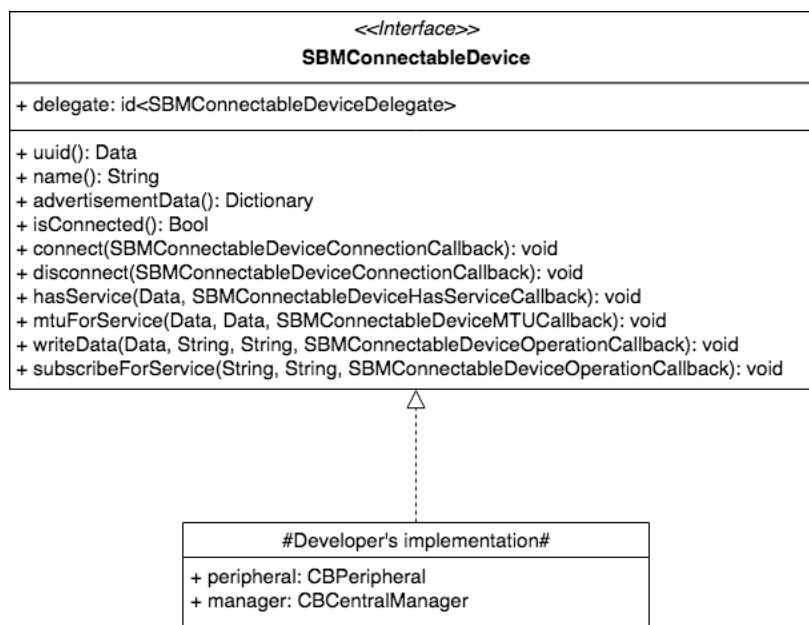 <<Interface>>
SBMConnectableDevice
+ delegate: id<SBMConnectableDeviceDelegate>
+ uuid(): Data
+ name(): String
+ advertisementData(): Dictionary
+ isConnected(): Bool
+ connect(SBMConnectableDeviceConnectionCallback): void
+ disconnect(SBMConnectableDeviceConnectionCallback): void
+ hasService(Data, SBMConnectableDeviceHasServiceCallback): void
+ mtuForService(Data, Data, SBMConnectableDeviceMTUCallback): void
+ writeData(Data, String, String, SBMConnectableDeviceOperationCallback): void
+ subscribeForService(String, String, SBMConnectableDeviceOperationCallback): void
#Developer's implementation#
+ peripheral: CBPeripheral
+ manager: CBCentralManager